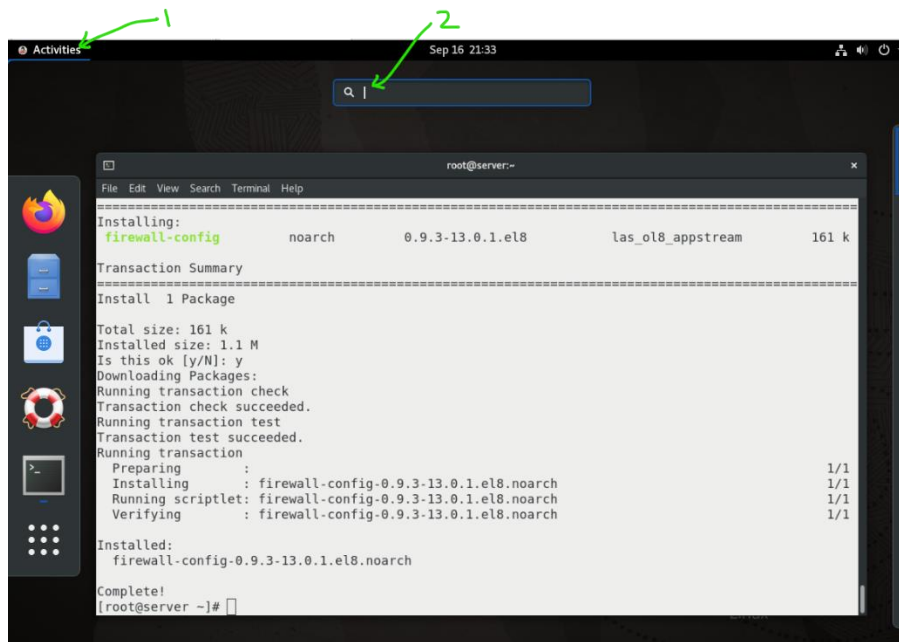 1
2
Activities
Sep 16 21:33
root@server:~
File Edit View Search Terminal Help
================================================================================
Installing:
firewall-config noarch 0.9.3-13.0.1.el8 las_ol8_appstream 161 k
Transaction Summary
================================================================================
Install 1 Package
Total size: 161 k
Installed size: 1.1 M
Is this ok [y/N]: y
Downloading Packages:
Running transaction check
Transaction check succeeded.
Running transaction test
Transaction test succeeded.
Running transaction
Preparing : 1/1
Installing : firewall-config-0.9.3-13.0.1.el8.noarch 1/1
Running scriptlet: firewall-config-0.9.3-13.0.1.el8.noarch 1/1
Verifying : firewall-config-0.9.3-13.0.1.el8.noarch 1/1
Installed:
firewall-config-0.9.3-13.0.1.el8.noarch
Complete!
[root@server ~]#